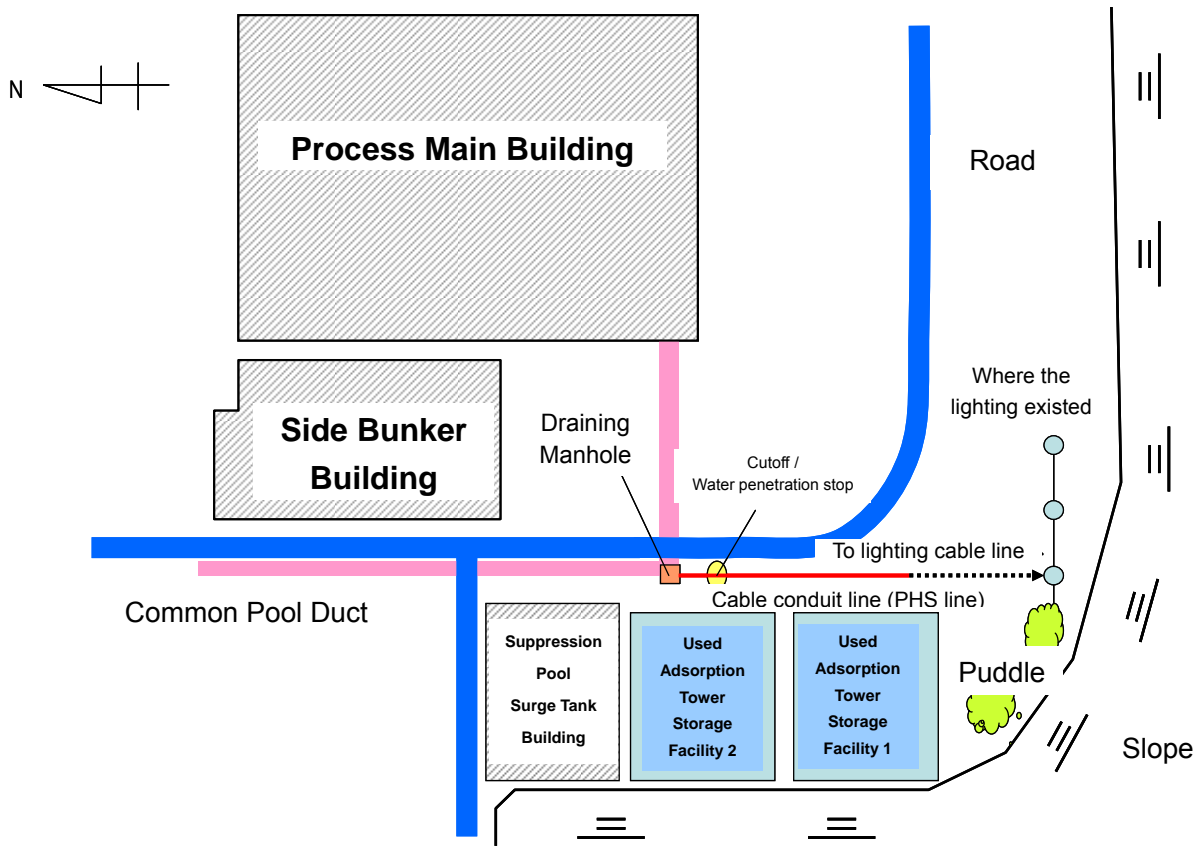 N
Process Main Building
Road
Where the
lighting existed
Side Bunker
Building
Draining
Manhole
Cutoff /
Water penetration stop
To lighting cable line
Common Pool Duct
Cable conduit line (PHS line)
Suppression
Pool
Surge Tank
Building
Used
Adsorption
Tower
Storage
Facility 2
Used
Adsorption
Tower
Storage
Facility 1
Puddle
Slope